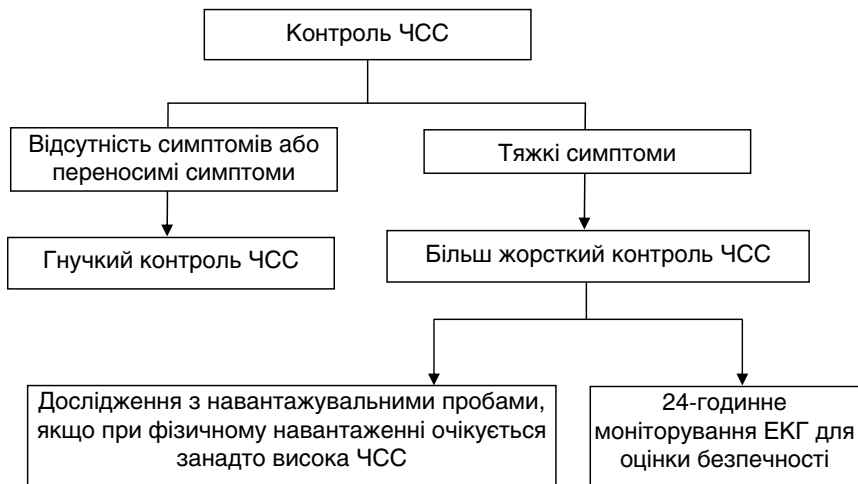 Контроль ЧСС
Відсутність симптомів або
переносимі симптоми
Тяжкі симптоми
Гнучкий контроль ЧСС
Більш жорсткий контроль ЧСС
Дослідження з навантажувальними пробами,
якщо при фізичному навантаженні очікується
занадто висока ЧСС
24-годинне
моніторування ЕКГ для
оцінки безпечності